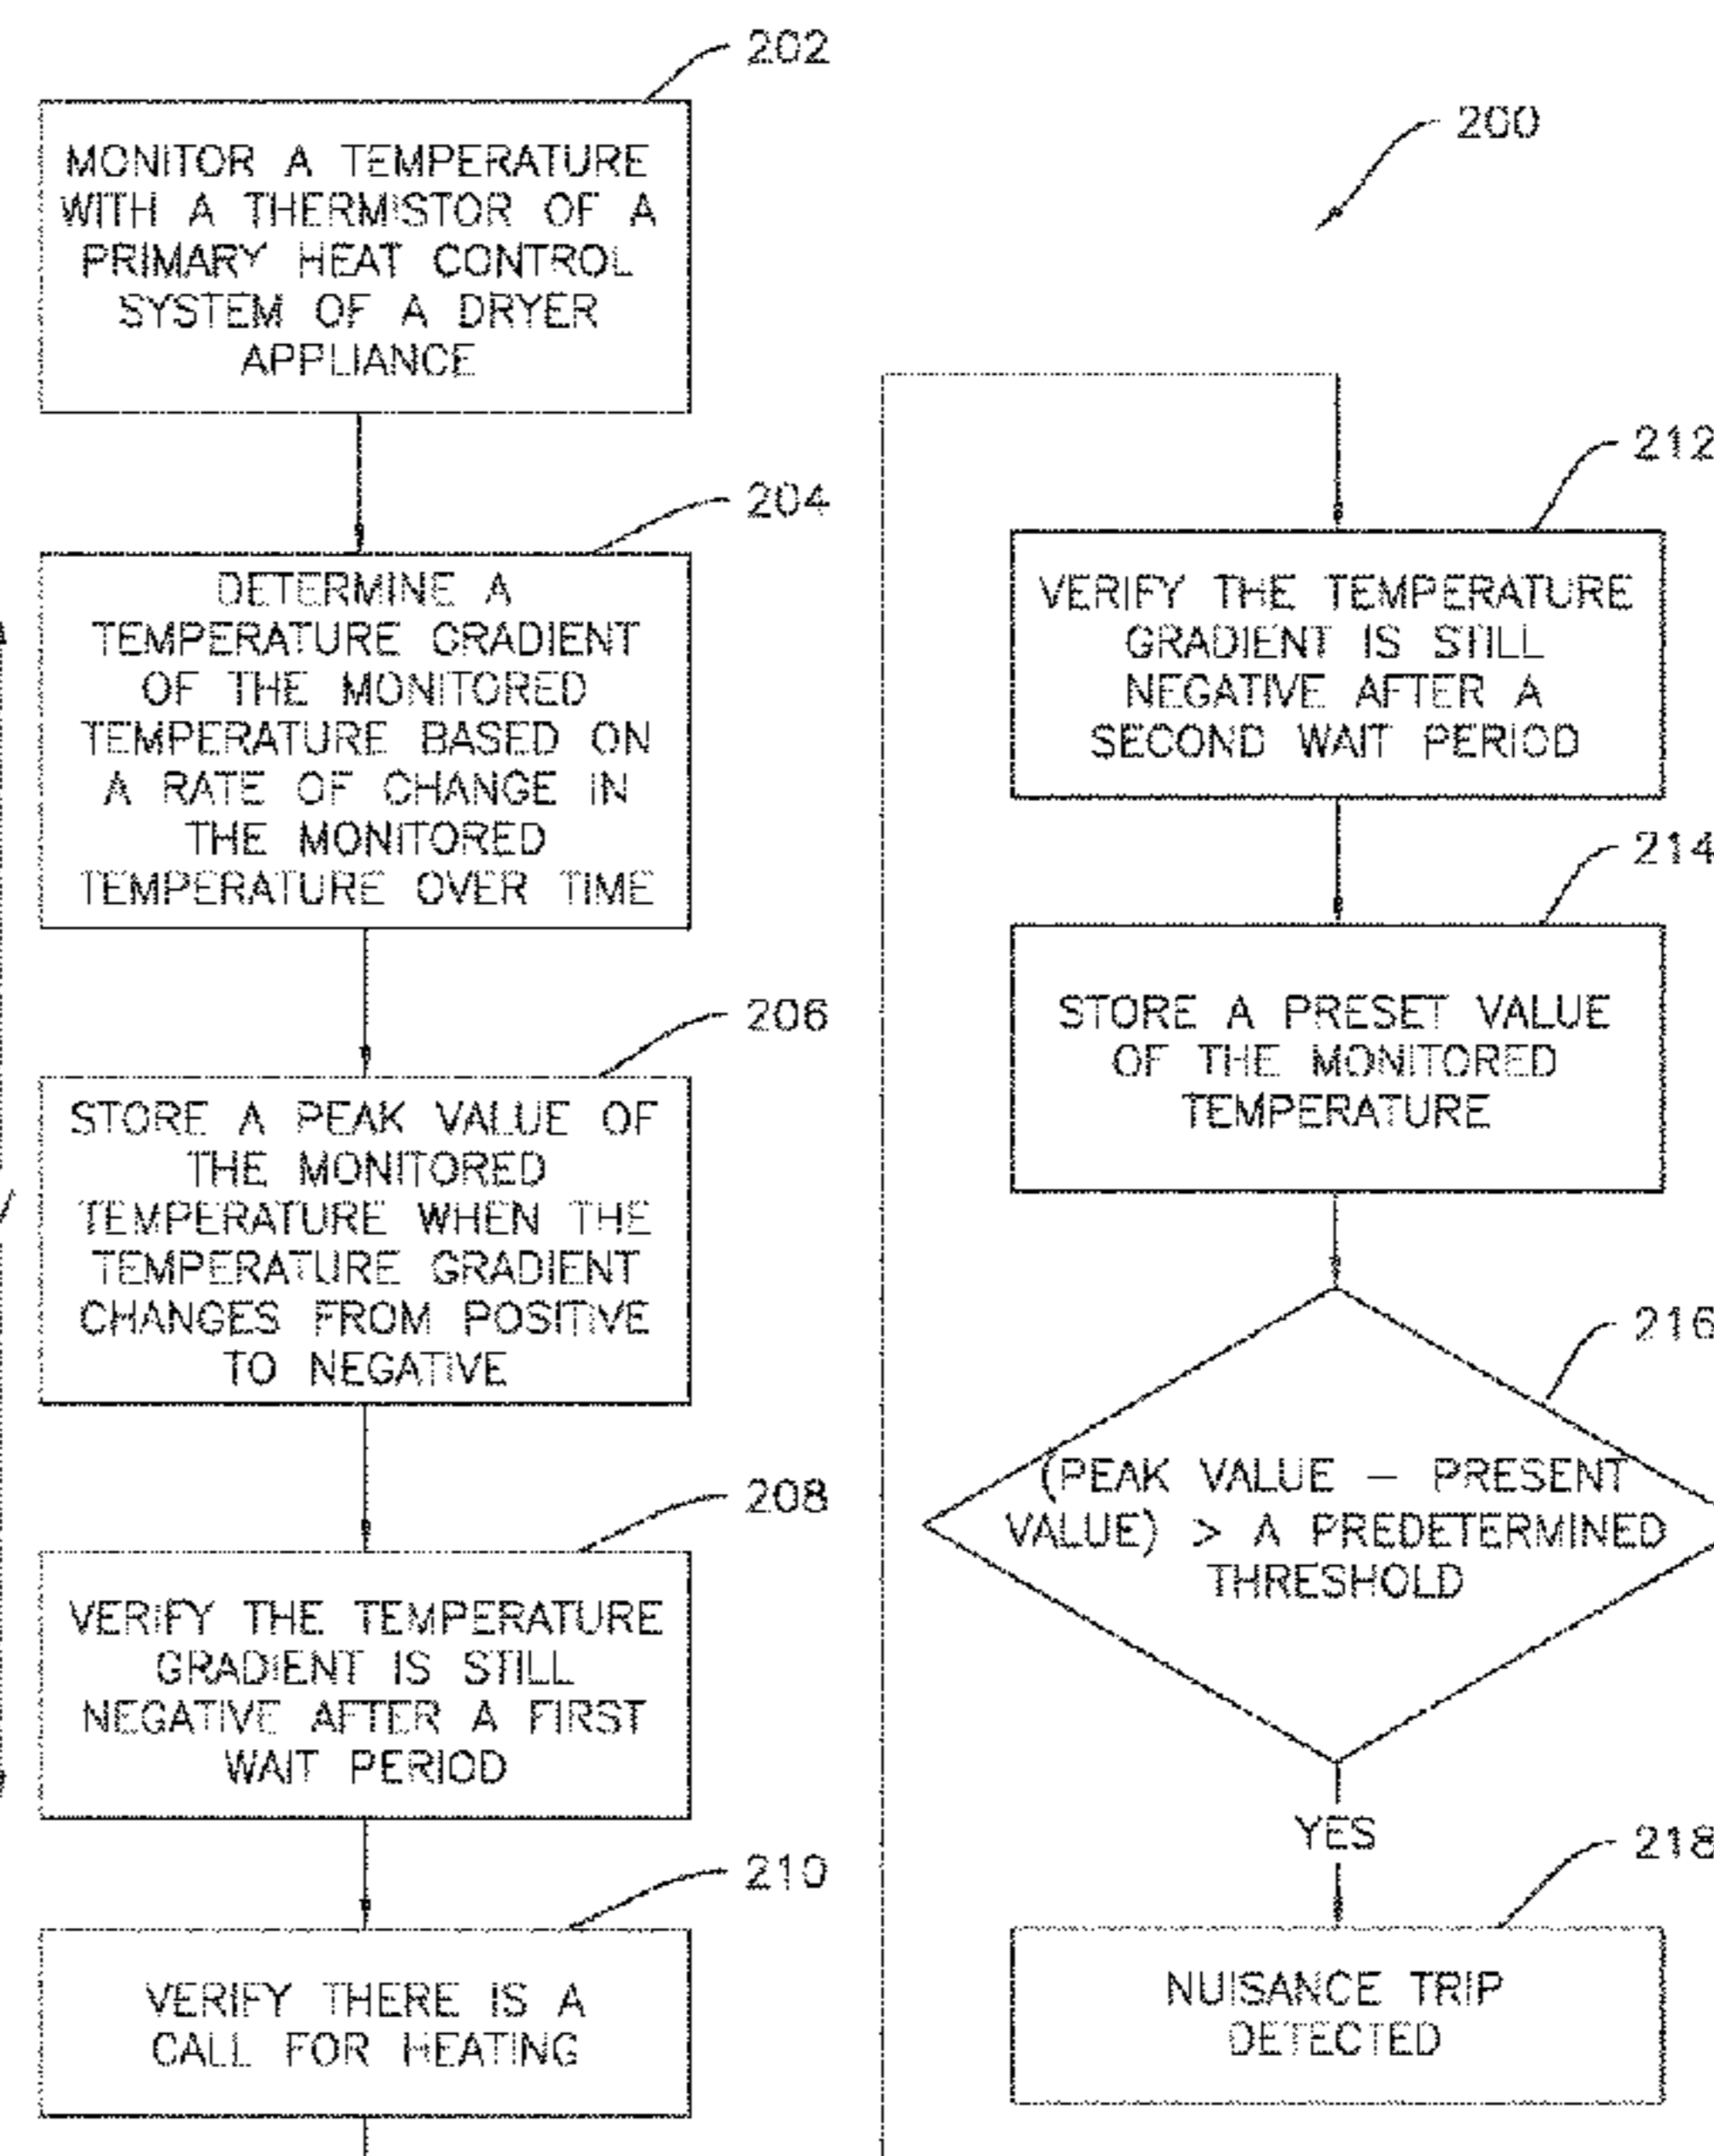 202
MONITOR A TEMPERATURE
WITH A THERMISTOR OF A
PRIMARY HEAT CONTROL
SYSTEM OF A DRYER
APPLIANCE
204
DETERMINE A
TEMPERATURE GRADIENT
OF THE MONITORED
TEMPERATURE BASED ON
A RATE OF CHANGE IN
THE MONITORED
TEMPERATURE OVER TIME
206
STORE A PEAK VALUE OF
THE MONITORED
TEMPERATURE WHEN THE
TEMPERATURE GRADIENT
CHANGES FROM POSITIVE
TO NEGATIVE
208
VERIFY THE TEMPERATURE
GRADIENT IS STILL
NEGATIVE AFTER A FIRST
WAIT PERIOD
210
VERIFY THERE IS A
CALL FOR HEATING
200
212
VERIFY THE TEMPERATURE
GRADIENT IS STILL
NEGATIVE AFTER A
SECOND WAIT PERIOD
214
STORE A PRESET VALUE
OF THE MONITORED
TEMPERATURE
216
(PEAK VALUE – PRESENT
VALUE) > A PREDETERMINED
THRESHOLD
YES
218
NUISANCE TRIP
DETECTED